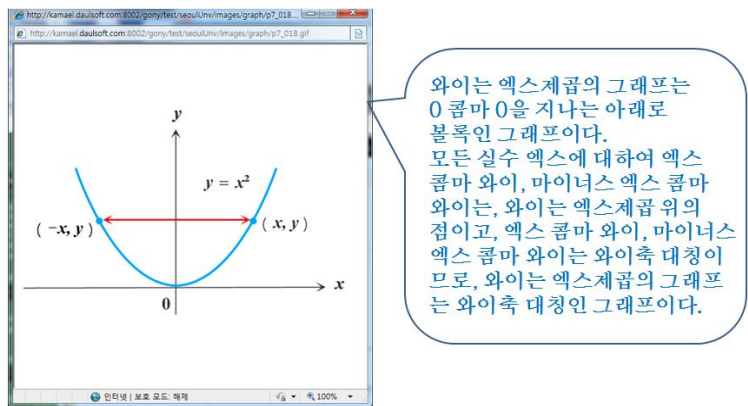 http://kamael.daulsoft.com:8002/gony/test/seoulUnv/images/graph/p7_018...
http://kamael.daulsoft.com:8002/gony/test/seoulUnv/images/graph/p7_018.gif
y
y = x²
( −x, y )
( x, y )
x
0
인터넷 | 보호 모드: 해제
100%
와이는 엑스제곱의 그래프는
0 콤마 0을 지나는 아래로
볼록인 그래프이다.
모든 실수 엑스에 대하여 엑스
콤마 와이, 마이너스 엑스 콤마
와이는, 와이는 엑스제곱 위의
점이고, 엑스 콤마 와이, 마이너스
엑스 콤마 와이는 와이축 대칭이
므로, 와이는 엑스제곱의 그래프
는 와이축 대칭인 그래프이다.